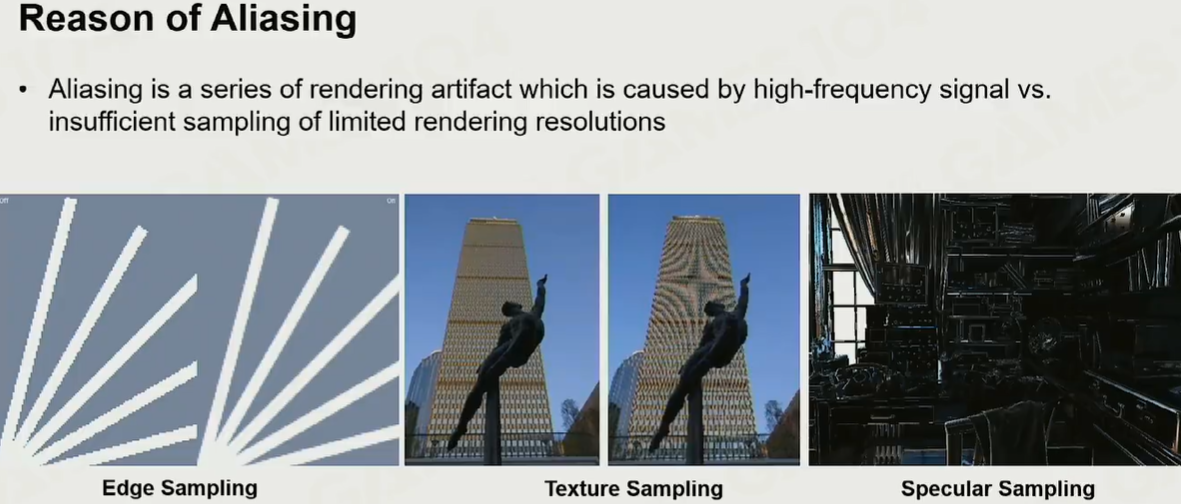 Reason of Aliasing
• Aliasing is a series of rendering artifact which is caused by high-frequency signal vs.
insufficient sampling of limited rendering resolutions
Off
On
Edge Sampling
Texture Sampling
Specular Sampling